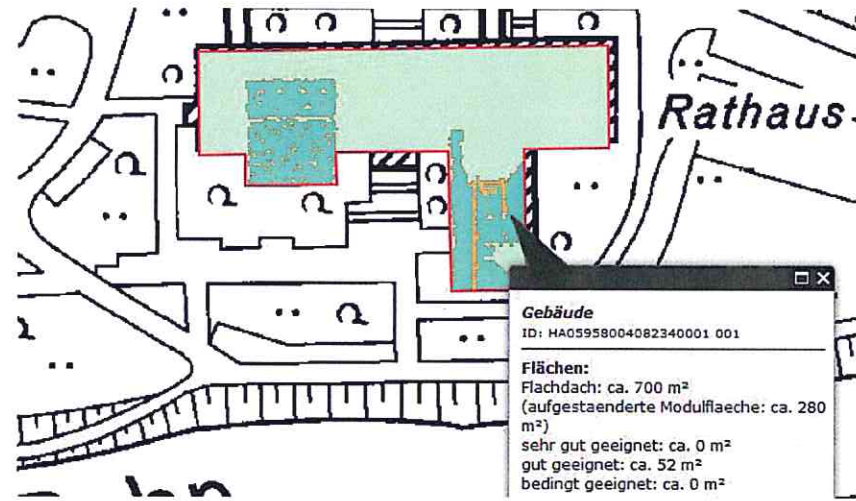 Rathaus
Gebäude
ID: HA05958004082340001 001
Flächen:
Flachdach: ca. 700 m²
(aufgestaenderte Modulflaeche: ca. 280
m²)
sehr gut geeignet: ca. 0 m²
gut geeignet: ca. 52 m²
bedingt geeignet: ca. 0 m²